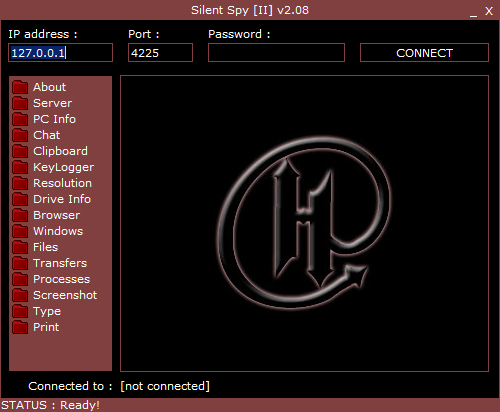 Silent Spy [II] v2.08
_ X
IP address : Port : Password :
127.0.0.1 4225 CONNECT
About
Server
PC Info
Chat
Clipboard
KeyLogger
Resolution
Drive Info
Browser
Windows
Files
Transfers
Processes
Screenshot
Type
Print
Connected to : [not connected]
STATUS : Ready!